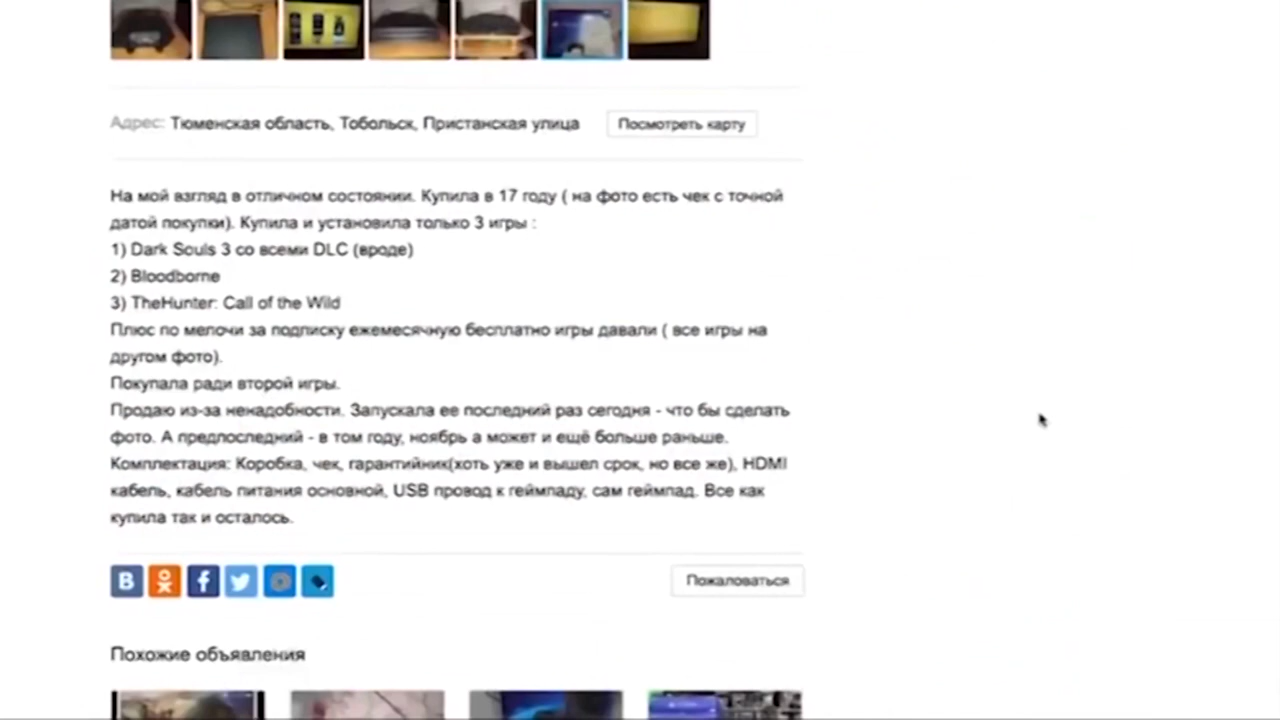 Адрес: Тюменская область, Тобольск, Пристанская улица
Посмотреть карту
На мой взгляд в отличном состоянии. Купила в 17 году ( на фото есть чек с точной
датой покупки). Купила и установила только 3 игры :
1) Dark Souls 3 со всеми DLC (вроде)
2) Bloodborne
3) TheHunter: Call of the Wild
Плюс по мелочи за подписку ежемесячную бесплатно игры давали ( все игры на
другом фото).
Покупала ради второй игры.
Продаю из-за ненадобности. Запускала ее последний раз сегодня - что бы сделать
фото. А предпоследний - в том году, ноябрь а может и ещё больше раньше.
Комплектация: Коробка, чек, гарантийник(хоть уже и вышел срок, но все же), HDMI
кабель, кабель питания основной, USB провод к геймпаду, сам геймпад. Все как
купила так и осталось.
Пожаловаться
Похожие объявления